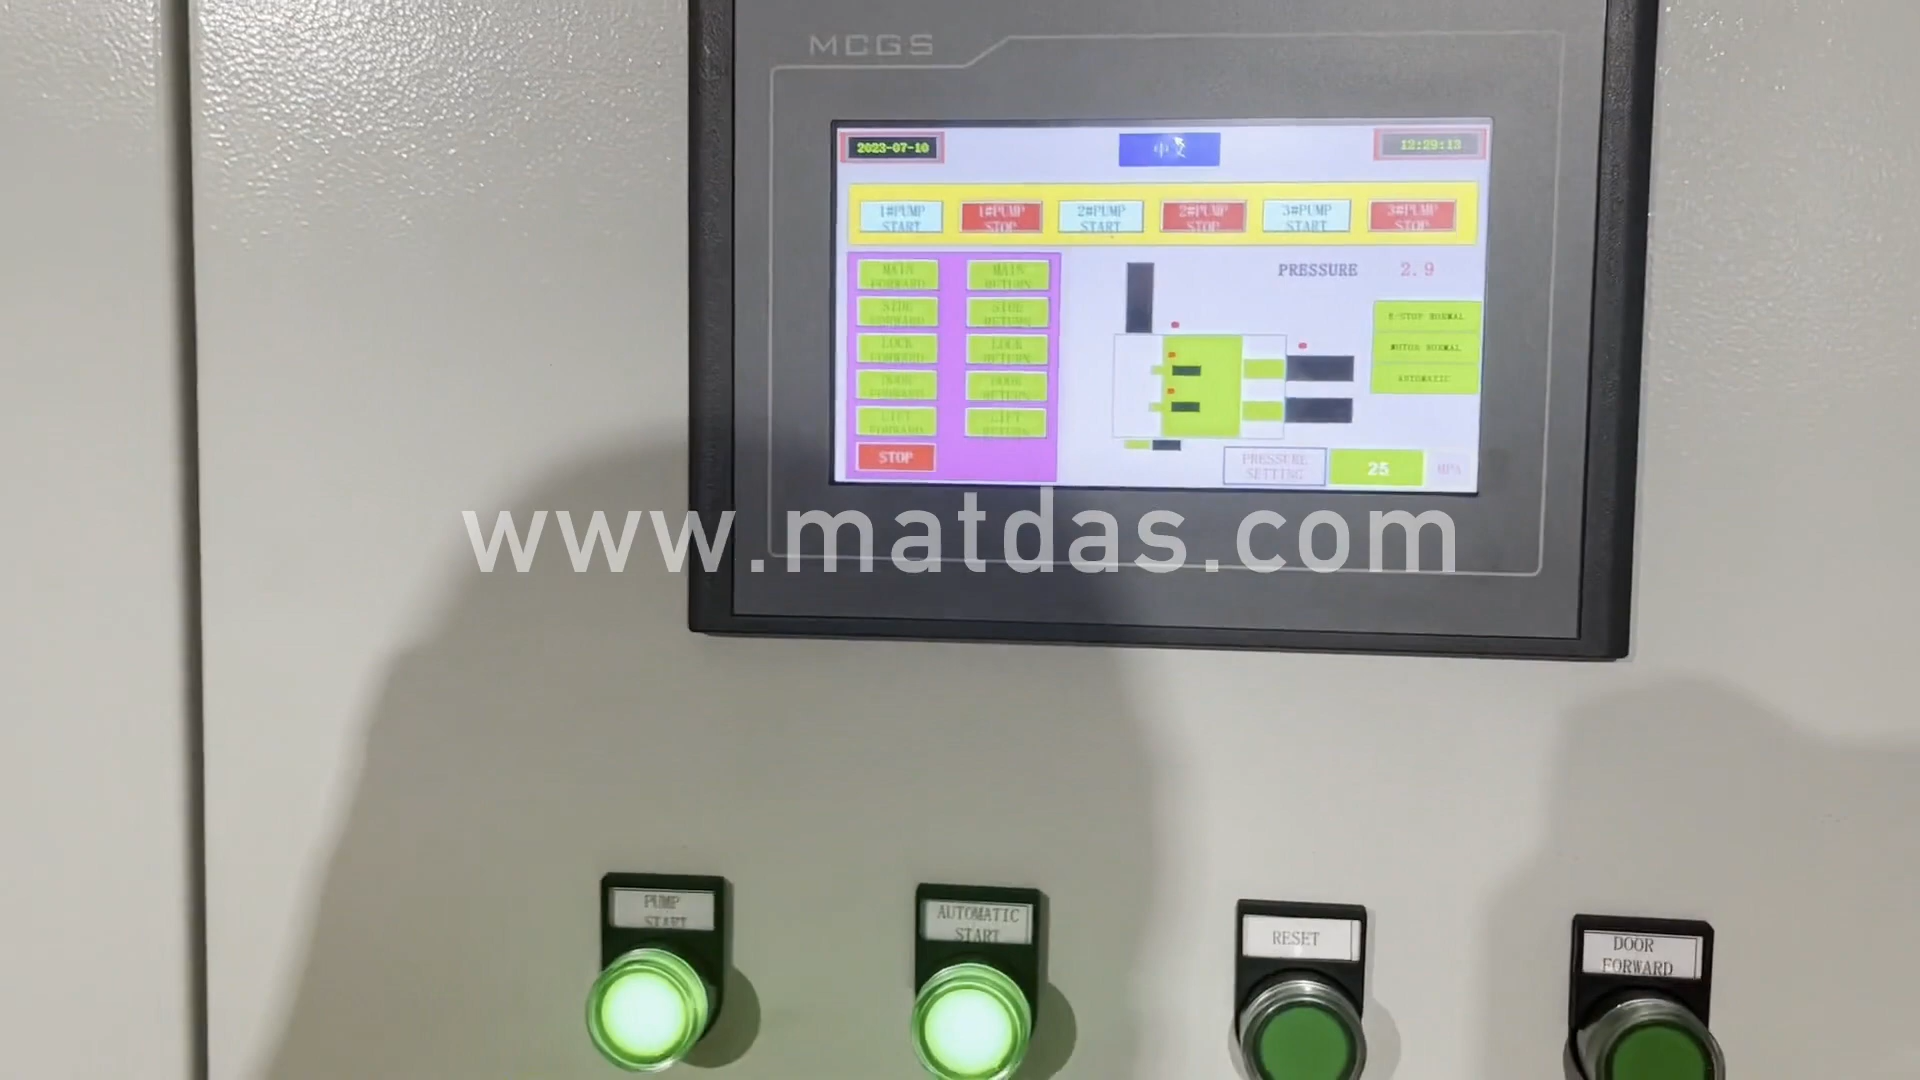 MCGS
2023-07-10
中文
12:29:13
1#PUMP
START
1#PUMP
STOP
2#PUMP
START
2#PUMP
STOP
3#PUMP
START
3#PUMP
STOP
MAIN
FORWARD
MAIN
RETURN
PRESSURE 2.9
SIDE
FORWARD
SIDE
RETURN
E-STOP NORMAL
LOCK
FORWARD
LOCK
RETURN
MOTOR NORMAL
DOOR
FORWARD
DOOR
RETURN
AUTOMATIC
LIFT
FORWARD
LIFT
RETURN
STOP
PRESSURE
SETTING
25
MPA
www.matdas.com
PUMP
START
AUTOMATIC
START
RESET
DOOR
FORWARD